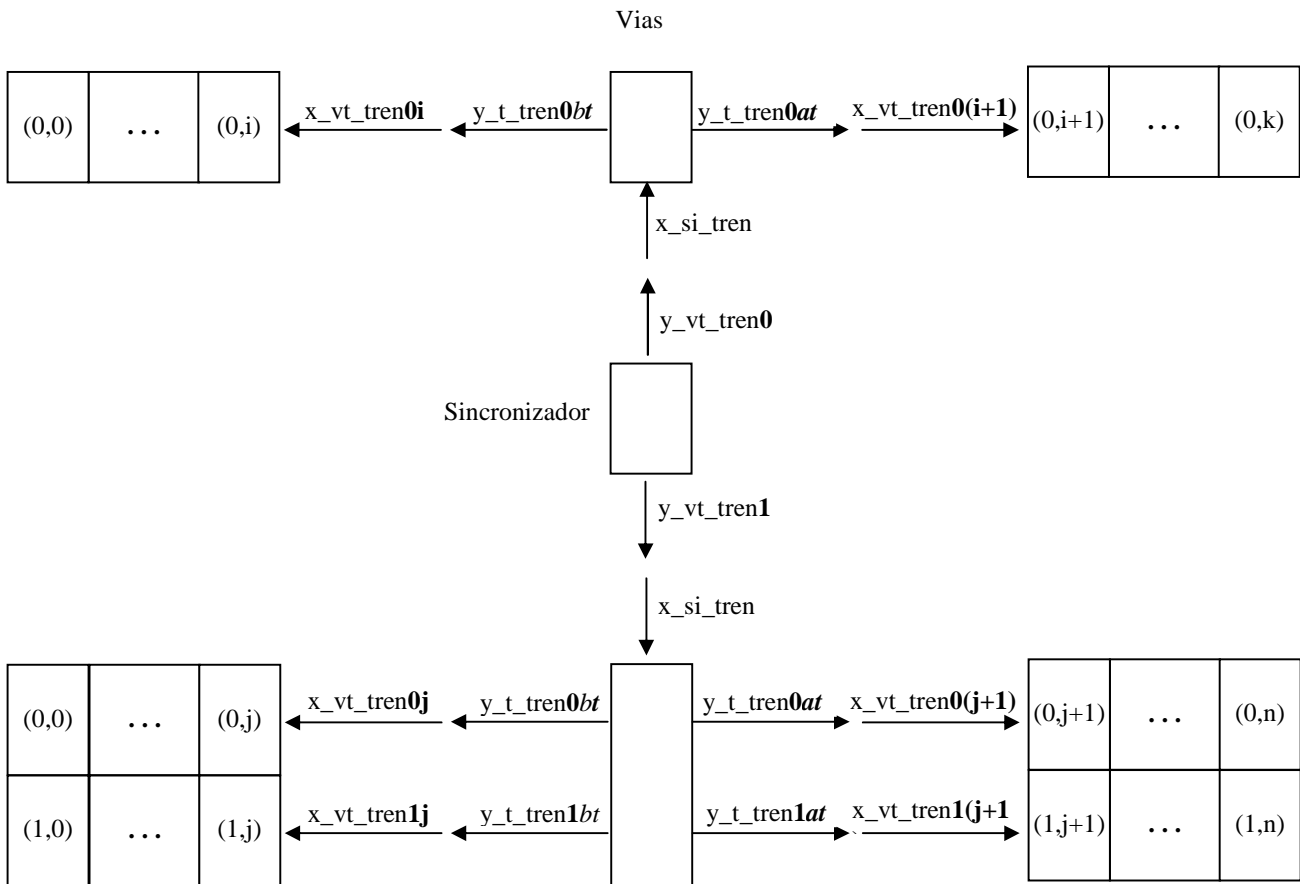 Vias
x_vt_tren0i y_t_tren0bt y_t_tren0at x_vt_tren0(i+1)
(0,0) ... (0,i) (0,i+1) ... (0,k)
x_si_tren
y_vt_tren0
Sincronizador
y_vt_tren1
x_si_tren
x_vt_tren0j y_t_tren0bt y_t_tren0at x_vt_tren0(j+1)
(0,0) ... (0,j) (0,j+1) ... (0,n)
x_vt_tren1j y_t_tren1bt y_t_tren1at x_vt_tren1(j+1
(1,0) ... (1,j) (1,j+1) ... (1,n)